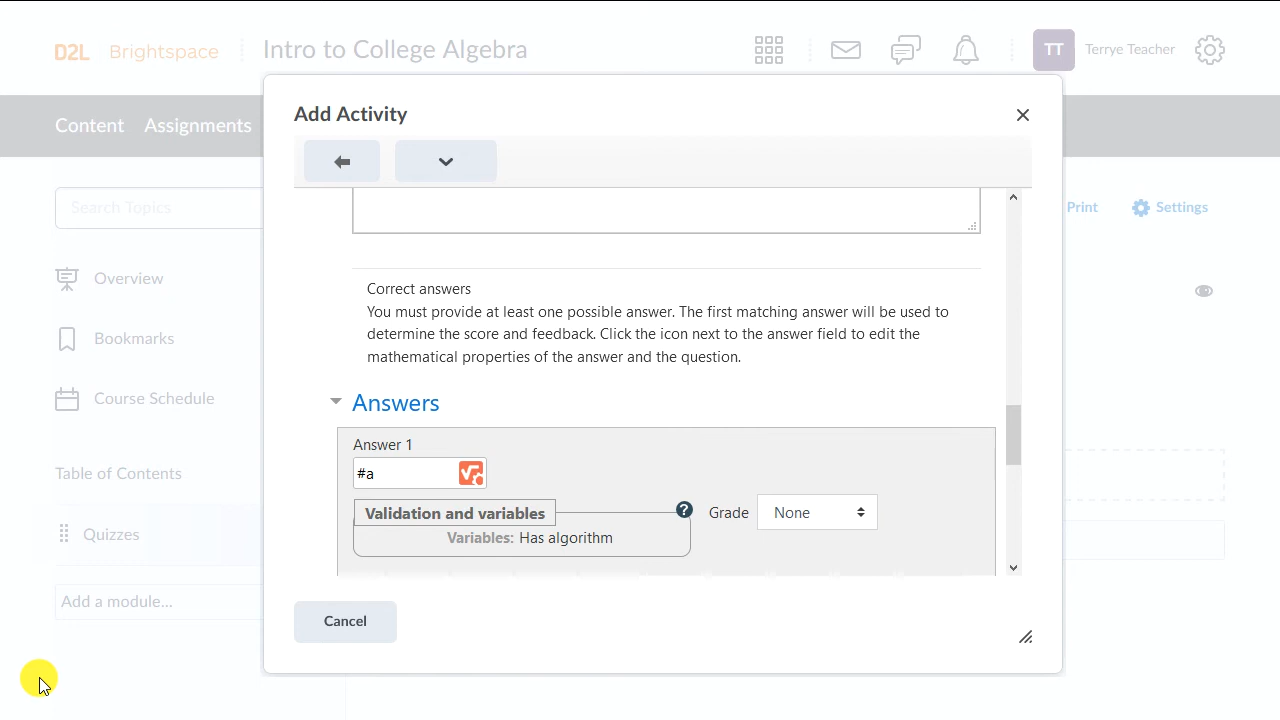 D2L Brightspace Intro to College Algebra TT Terrye Teacher
Content Assignments
Add Activity
Search Topics
Print Settings
Overview
Bookmarks
Course Schedule
Table of Contents
Quizzes
Add a module...
Correct answers
You must provide at least one possible answer. The first matching answer will be used to
determine the score and feedback. Click the icon next to the answer field to edit the
mathematical properties of the answer and the question.
Answers
Answer 1
#a
Validation and variables ? Grade None
Variables: Has algorithm
Cancel